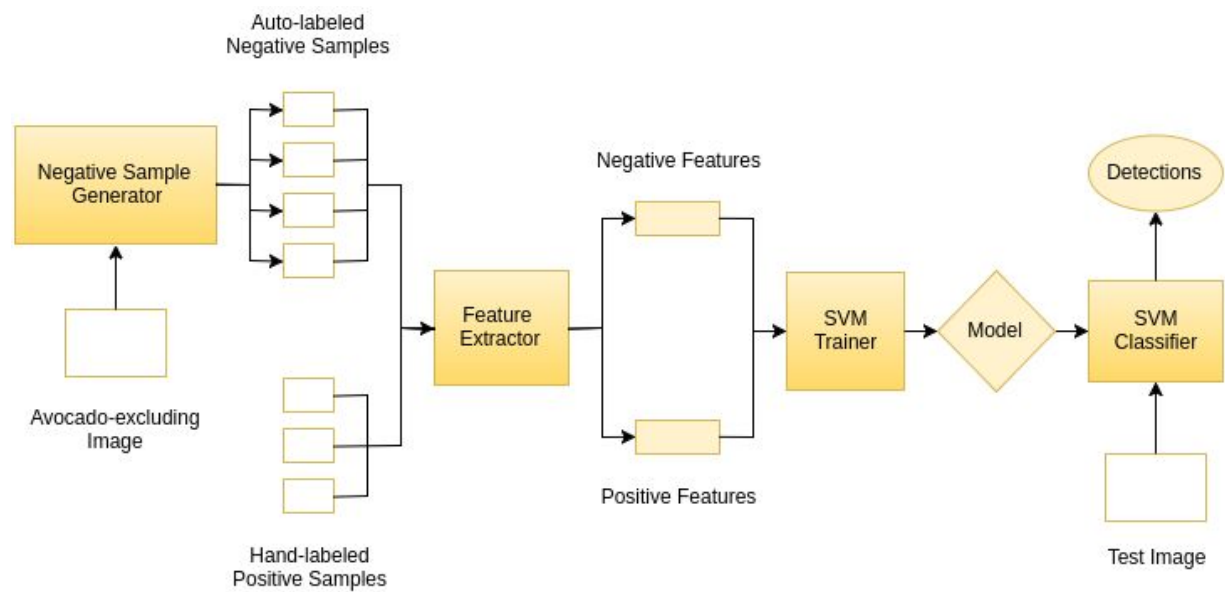 Auto-labeled
Negative Samples
Negative Sample
Generator
Avocado-excluding
Image
Hand-labeled
Positive Samples
Feature
Extractor
Negative Features
Positive Features
SVM
Trainer
Model
Detections
SVM
Classifier
Test Image